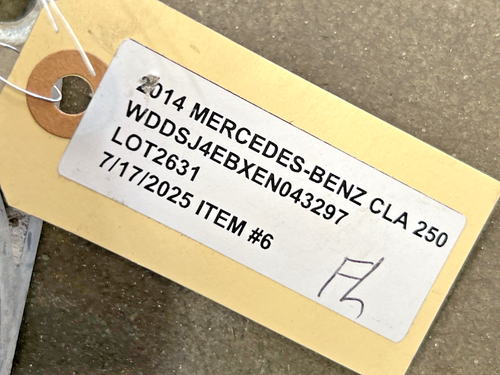 2014 MERCEDES-BENZ CLA 250
WDDSJ4EBXEN043297
LOT2631
7/17/2025 ITEM #6
FL